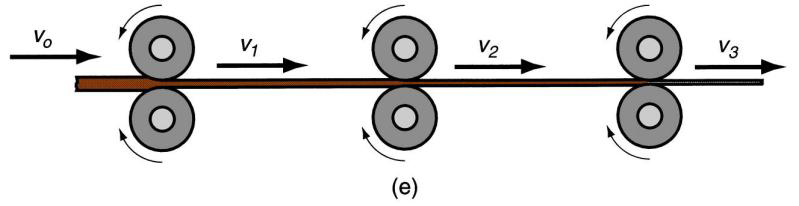 v₀ v₁ v₂ v₃
(e)